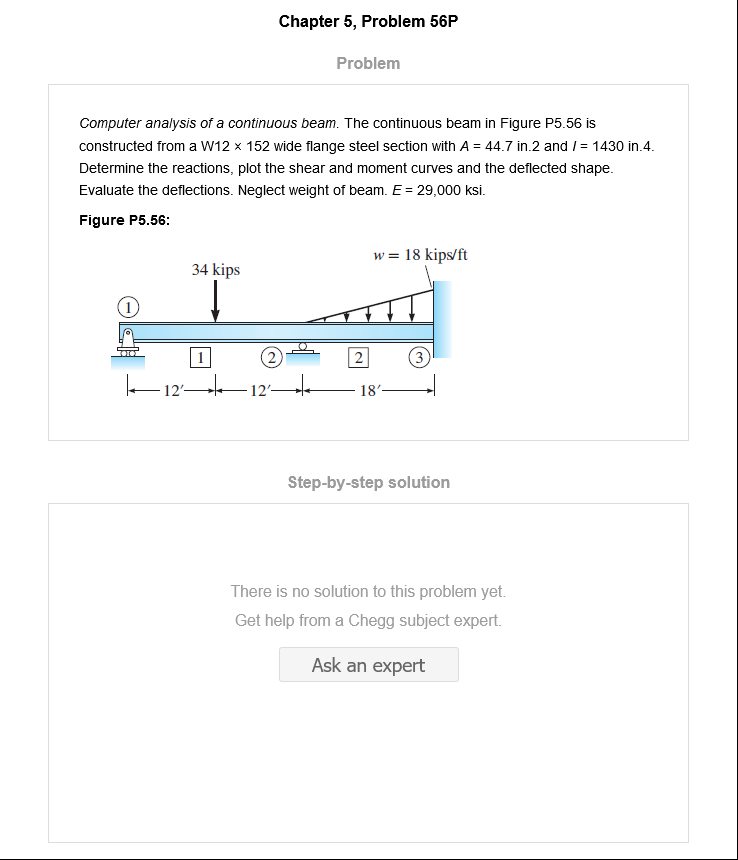 Chapter 5, Problem 56P
Problem
Computer analysis of a continuous beam. The continuous beam in Figure P5.56 is
constructed from a W12 × 152 wide flange steel section with A = 44.7 in.2 and I = 1430 in.4.
Determine the reactions, plot the shear and moment curves and the deflected shape.
Evaluate the deflections. Neglect weight of beam. E = 29,000 ksi.
Figure P5.56:
w = 18 kips/ft
34 kips
1
1 2 2 3
12′ 12′ 18′
Step-by-step solution
There is no solution to this problem yet.
Get help from a Chegg subject expert.
Ask an expert